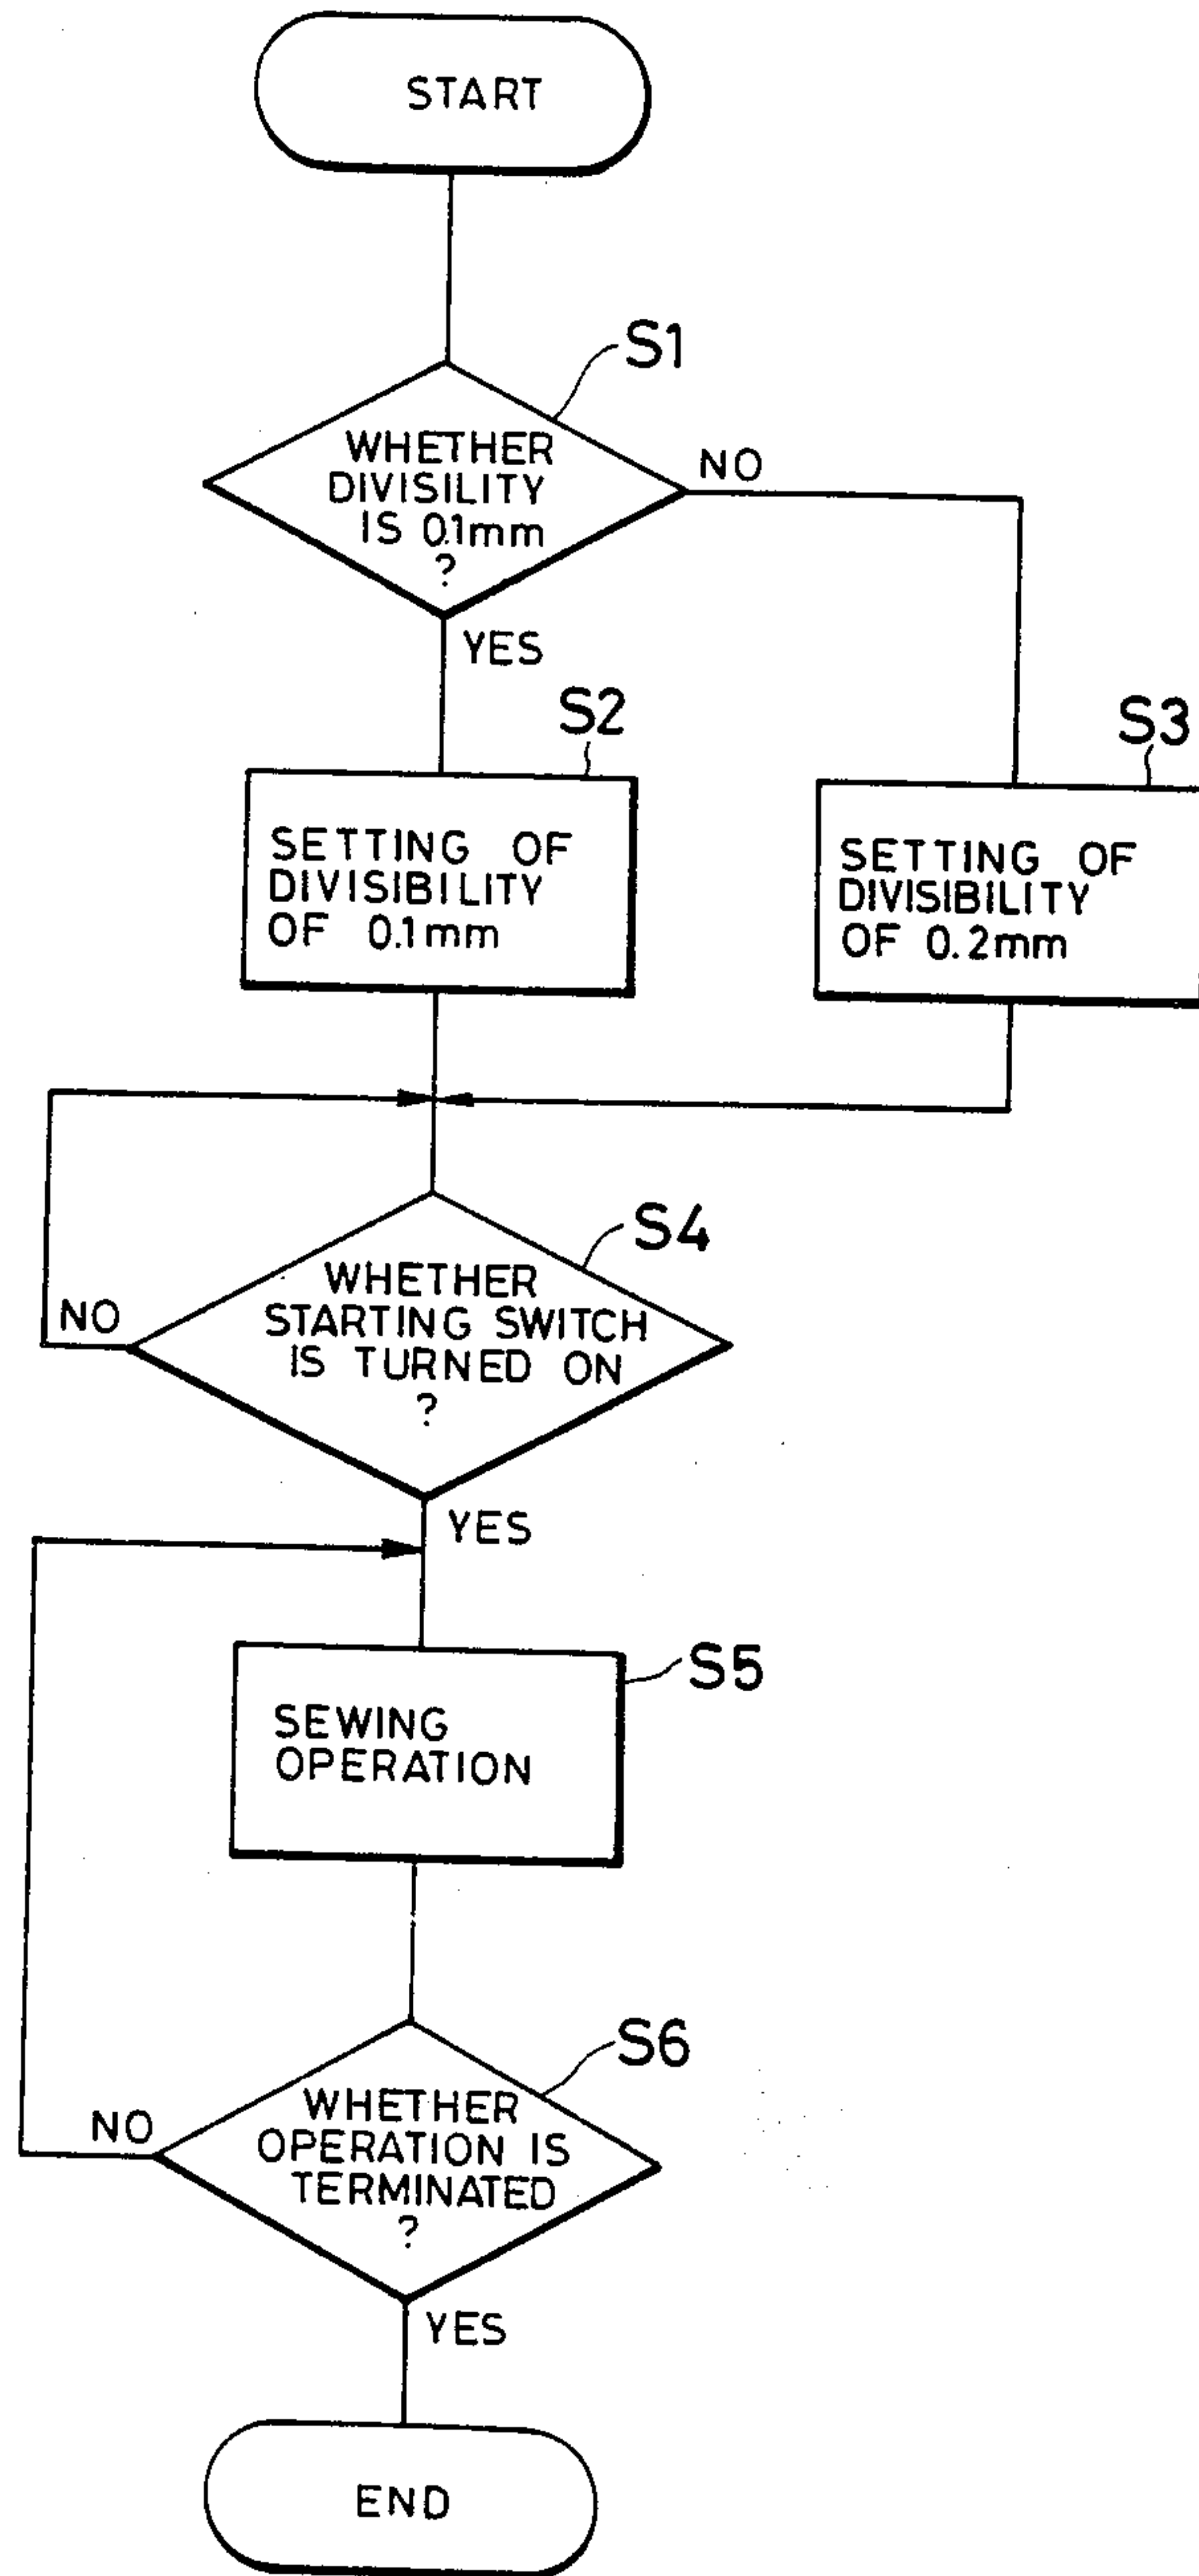 START
S1
WHETHER
DIVISILITY
IS 0.1mm
?
NO
YES
S2
SETTING OF
DIVISIBILITY
OF 0.1mm
S3
SETTING OF
DIVISIBILITY
OF 0.2mm
S4
WHETHER
STARTING SWITCH
IS TURNED ON
?
NO
YES
S5
SEWING
OPERATION
S6
WHETHER
OPERATION IS
TERMINATED
?
NO
YES
END